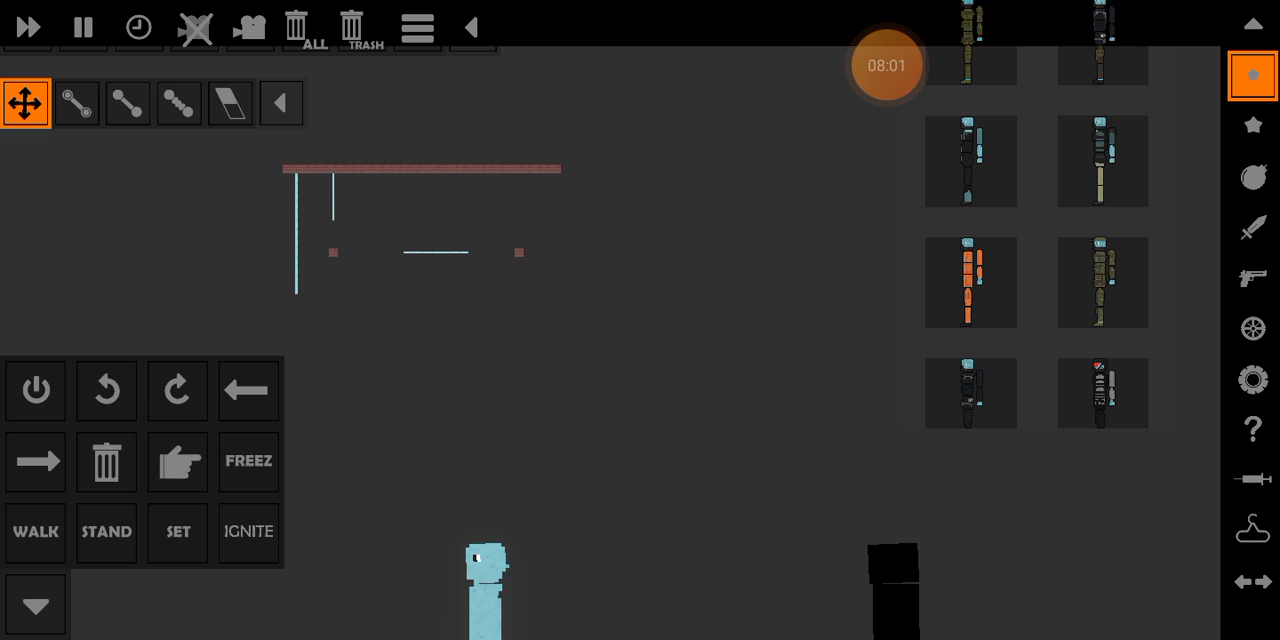 ALL
TRASH
08:01
FREEZ
WALK
STAND
SET
IGNITE